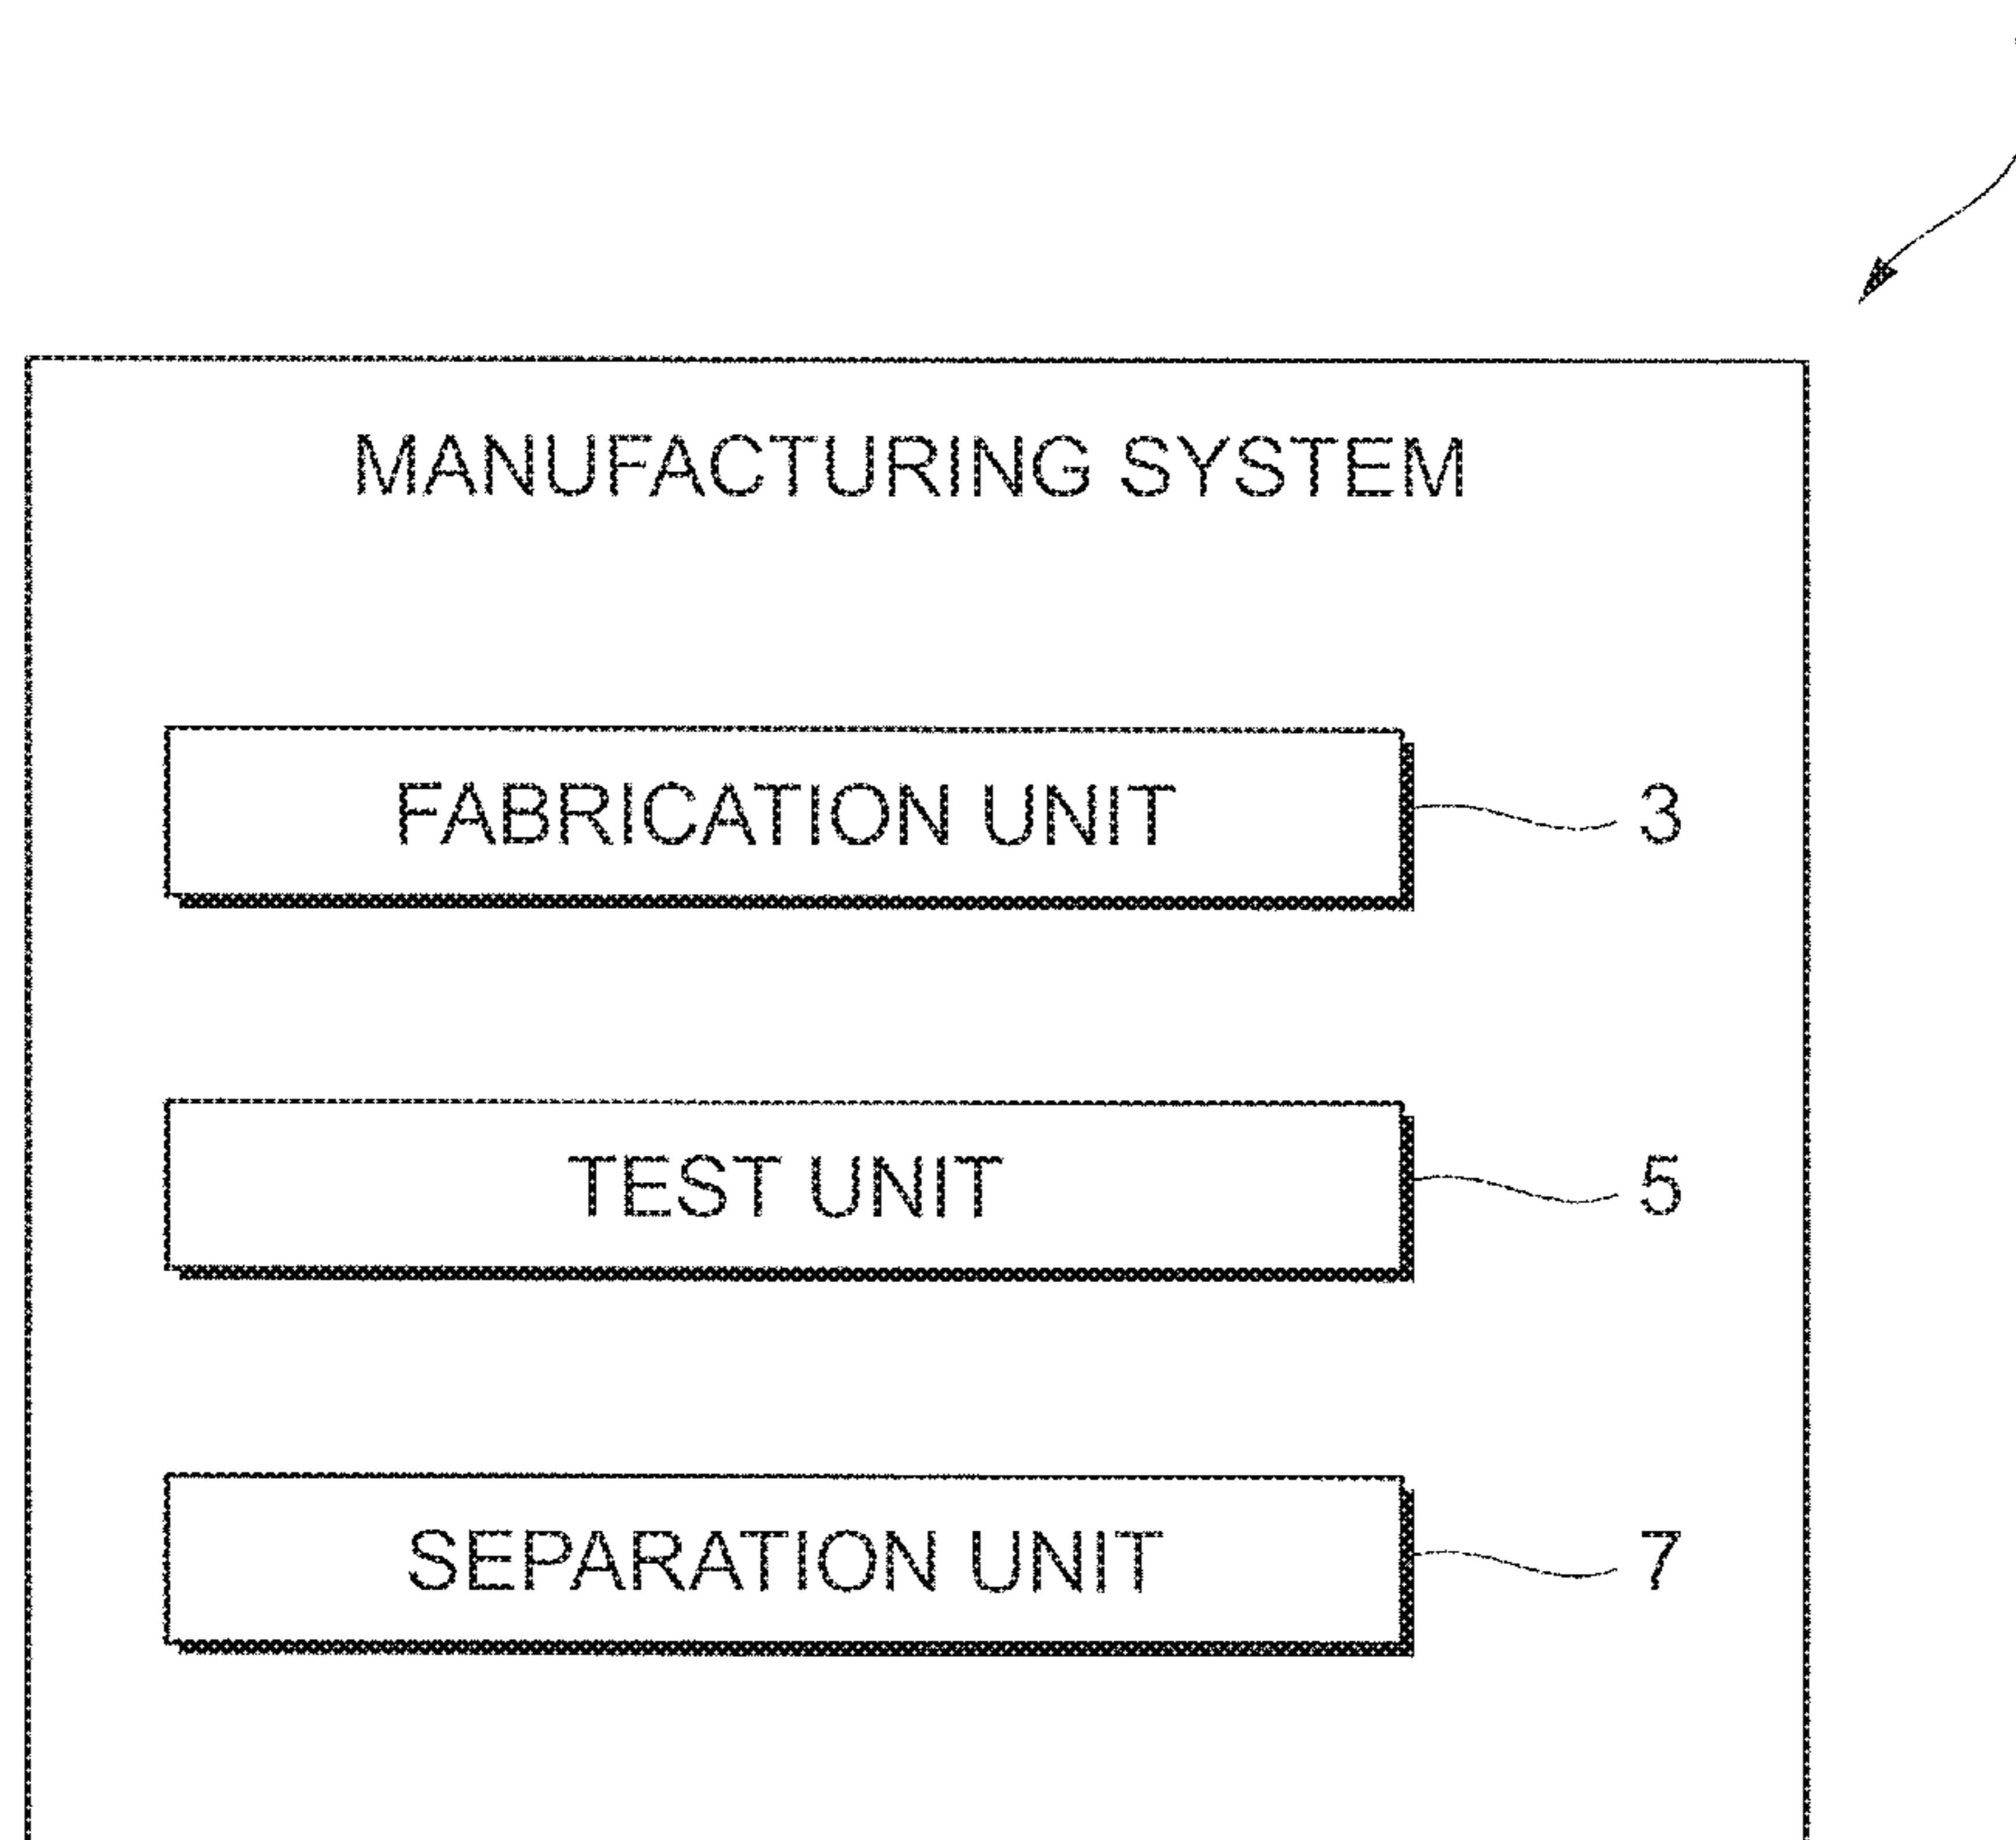 MANUFACTURING SYSTEM
FABRICATION UNIT
3
TEST UNIT
5
SEPARATION UNIT
7